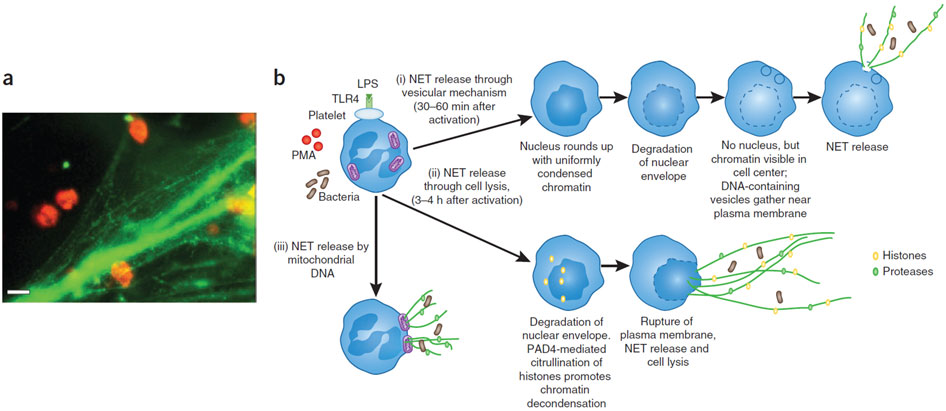 a
b
LPS
TLR4
Platelet
PMA
Bacteria
(i) NET release through
vesicular mechanism
(30–60 min after
activation)
(ii) NET release
through cell lysis,
(3–4 h after activation)
(iii) NET release by
mitrochondrial
DNA
Nucleus rounds up
with uniformly
condensed
chromatin
Degradation
of nuclear
envelope
No nucleus, but
chromatin visible in
cell center;
DNA-containing
vesicles gather near
plasma membrane
NET release
Degradation of
nuclear envelope.
PAD4-mediated
citrullination of
histones promotes
chromatin
decondensation
Rupture of
plasma membrane,
NET release and
cell lysis
Histones
Proteases